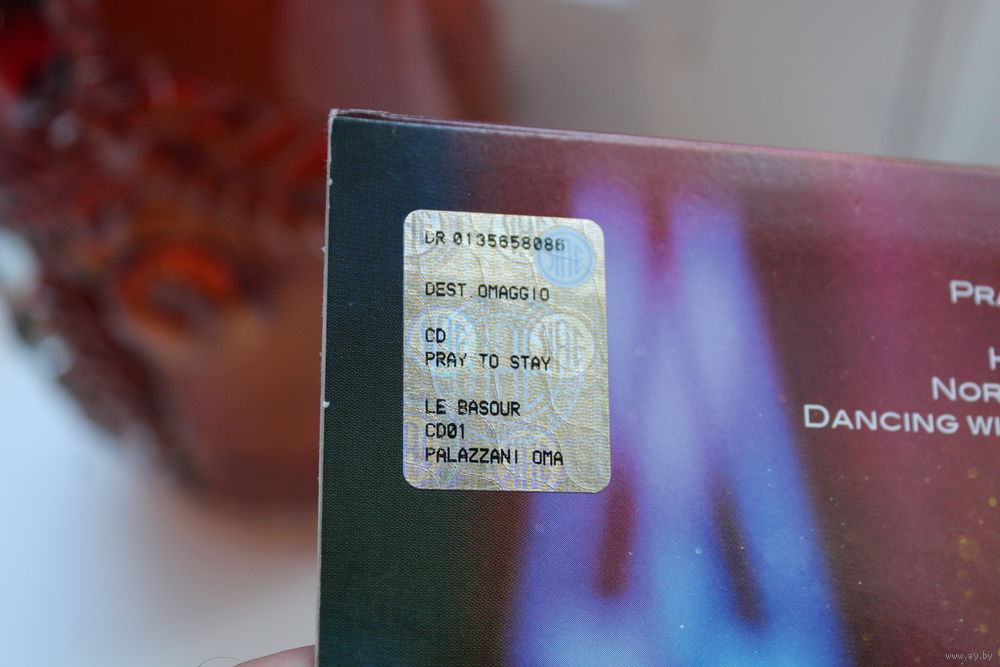 DR 0135658086
DEST.OMAGGIO
CD
PRAY TO STAY
LE BASOUR
CD01
PALAZZANI OMA
PRA
H
NOR
DANCING WI
www.ay.by